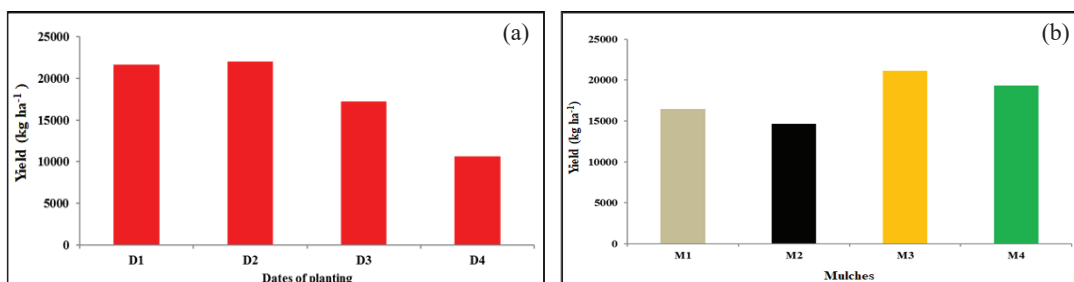 (a)
25000
20000
15000
10000
5000
0
Yield (kg ha-1)
D1 D2 D3 D4
Dates of planting
(b)
25000
20000
15000
10000
5000
0
Yield (kg ha-1)
M1 M2 M3 M4
Mulches